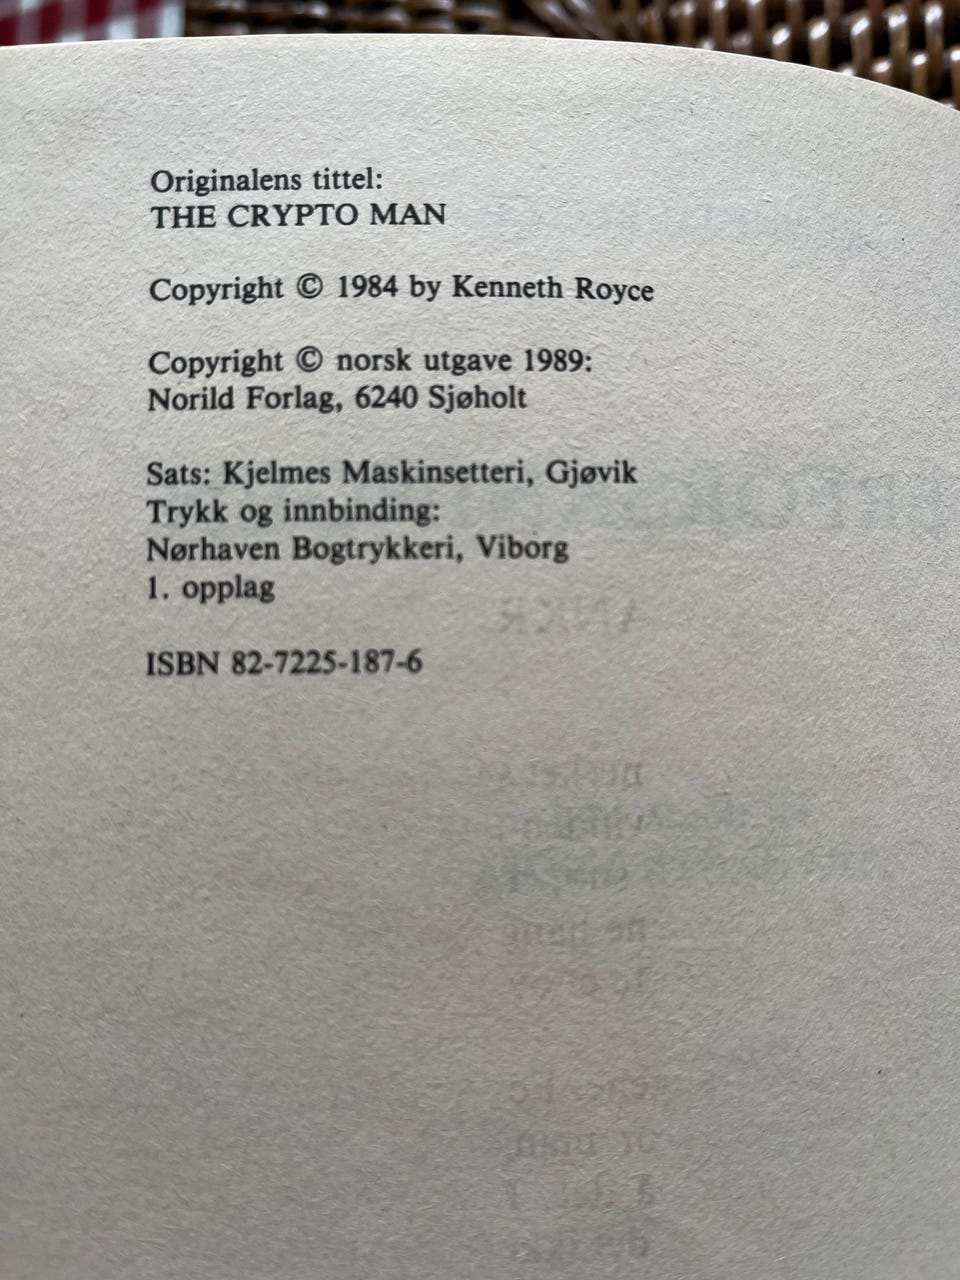 Originalens tittel:
THE CRYPTO MAN
Copyright © 1984 by Kenneth Royce
Copyright © norsk utgave 1989:
Norild Forlag, 6240 Sjøholt
Sats: Kjelmes Maskinsetteri, Gjøvik
Trykk og innbinding:
Nørhaven Bogtrykkeri, Viborg
1. opplag
ISBN 82-7225-187-6